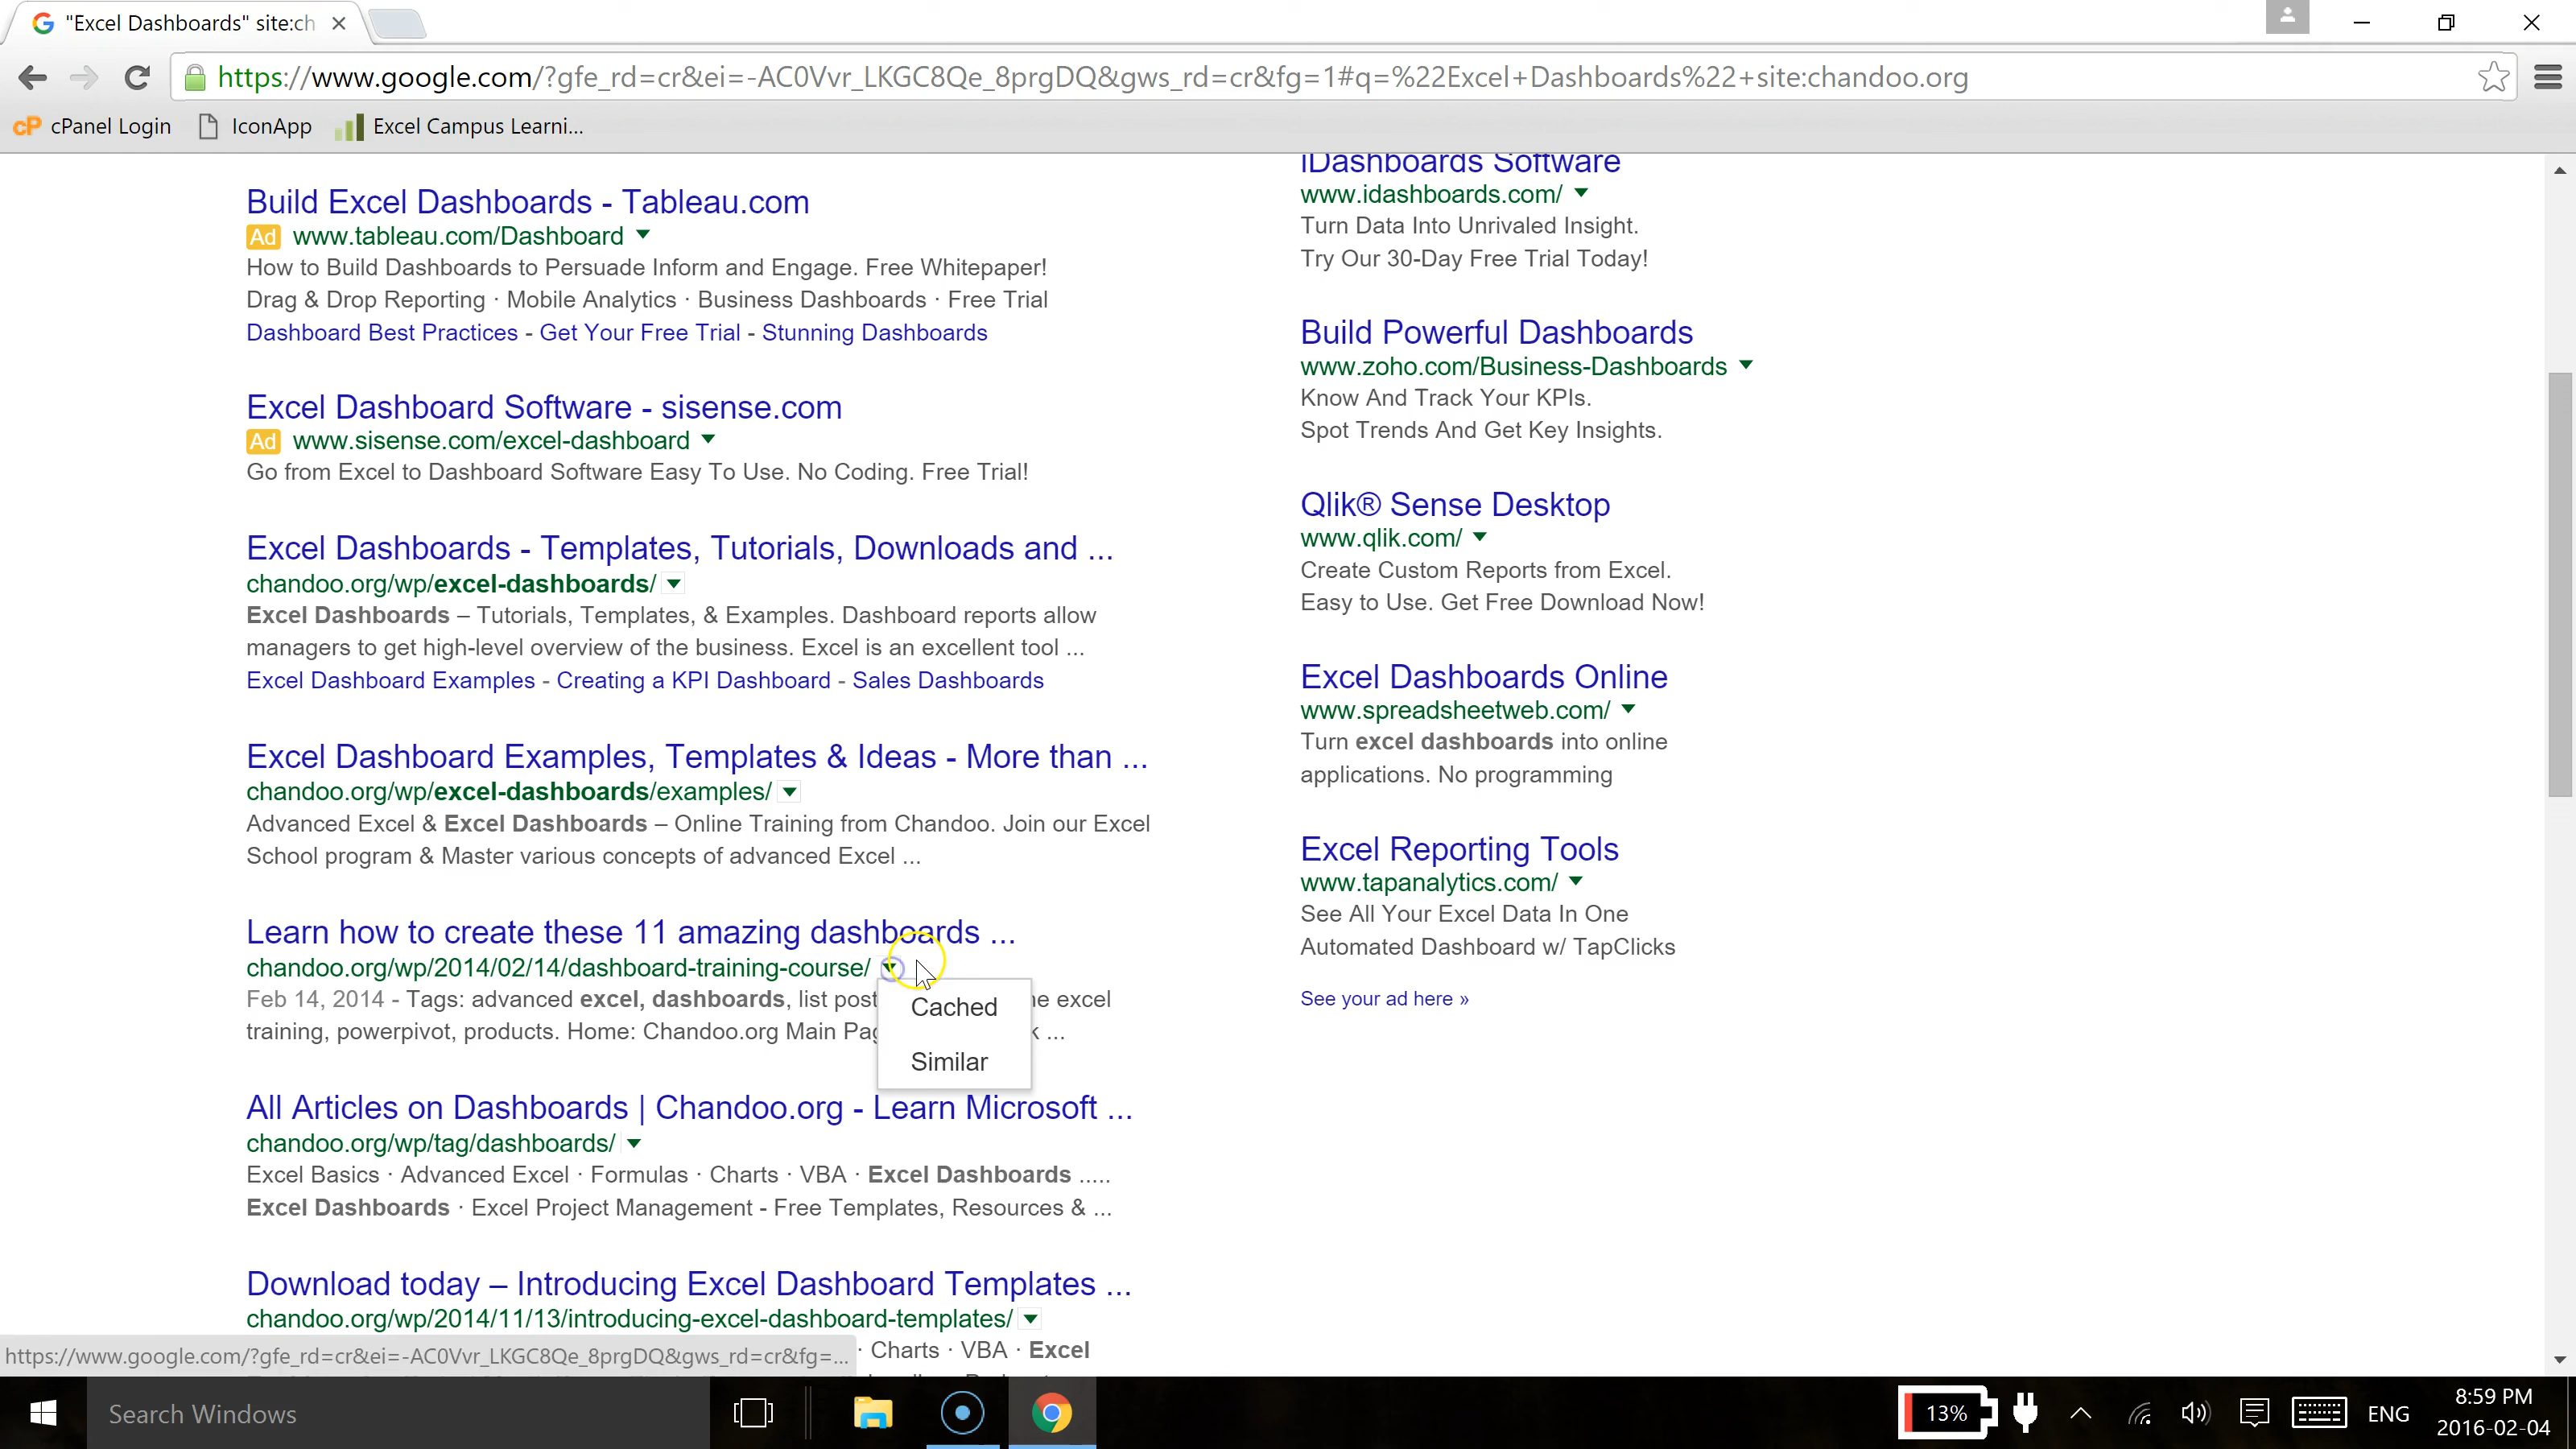 "Excel Dashboards" site:ch
https://www.google.com/?gfe_rd=cr&ei=-AC0Vvr_LKGC8Qe_8prgDQ&gws_rd=cr&fg=1#q=%22Excel+Dashboards%22+site:chandoo.org
cP cPanel Login IconApp Excel Campus Learni...
Build Excel Dashboards - Tableau.com
Ad www.tableau.com/Dashboard
How to Build Dashboards to Persuade Inform and Engage. Free Whitepaper!
Drag & Drop Reporting · Mobile Analytics · Business Dashboards · Free Trial
Dashboard Best Practices - Get Your Free Trial - Stunning Dashboards
Excel Dashboard Software - sisense.com
Ad www.sisense.com/excel-dashboard
Go from Excel to Dashboard Software Easy To Use. No Coding. Free Trial!
Excel Dashboards - Templates, Tutorials, Downloads and ...
chandoo.org/wp/excel-dashboards/
Excel Dashboards – Tutorials, Templates, & Examples. Dashboard reports allow
managers to get high-level overview of the business. Excel is an excellent tool ...
Excel Dashboard Examples - Creating a KPI Dashboard - Sales Dashboards
Excel Dashboard Examples, Templates & Ideas - More than ...
chandoo.org/wp/excel-dashboards/examples/
Advanced Excel & Excel Dashboards – Online Training from Chandoo. Join our Excel
School program & Master various concepts of advanced Excel ...
Learn how to create these 11 amazing dashboards ...
chandoo.org/wp/2014/02/14/dashboard-training-course/
Feb 14, 2014 - Tags: advanced excel, dashboards, list post excel
training, powerpivot, products. Home: Chandoo.org Main ...
Cached
Similar
All Articles on Dashboards | Chandoo.org - Learn Microsoft ...
chandoo.org/wp/tag/dashboards/
Excel Basics · Advanced Excel · Formulas · Charts · VBA · Excel Dashboards .....
Excel Dashboards · Excel Project Management - Free Templates, Resources & ...
Download today – Introducing Excel Dashboard Templates ...
chandoo.org/wp/2014/11/13/introducing-excel-dashboard-templates/
· Charts · VBA · Excel
iDashboards Software
www.idashboards.com/
Turn Data Into Unrivaled Insight.
Try Our 30-Day Free Trial Today!
Build Powerful Dashboards
www.zoho.com/Business-Dashboards
Know And Track Your KPIs.
Spot Trends And Get Key Insights.
Qlik® Sense Desktop
www.qlik.com/
Create Custom Reports from Excel.
Easy to Use. Get Free Download Now!
Excel Dashboards Online
www.spreadsheetweb.com/
Turn excel dashboards into online
applications. No programming
Excel Reporting Tools
www.tapanalytics.com/
See All Your Excel Data In One
Automated Dashboard w/ TapClicks
See your ad here »
https://www.google.com/?gfe_rd=cr&ei=-AC0Vvr_LKGC8Qe_8prgDQ&gws_rd=cr&fg=...
Search Windows
13%
ENG
8:59 PM
2016-02-04